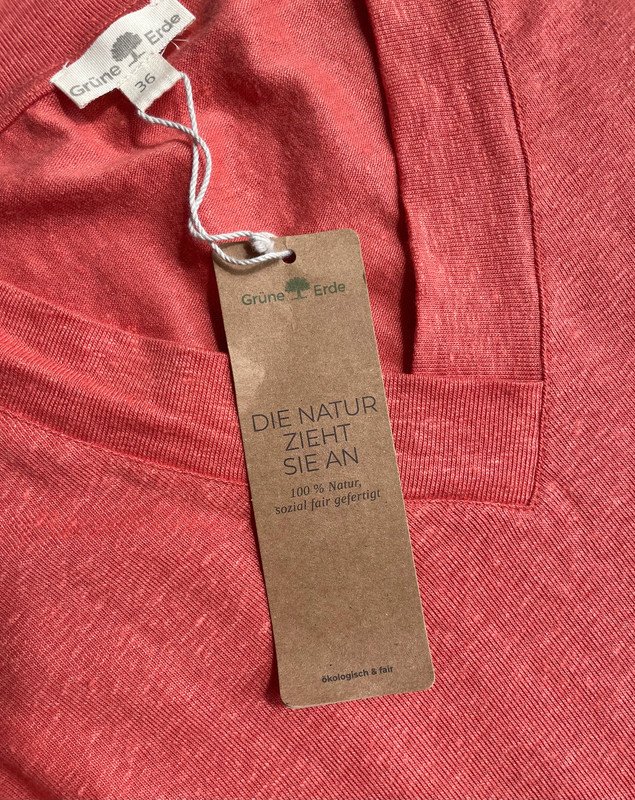 Grüne Erde
36
Grüne Erde
DIE NATUR
ZIEHT
SIE AN
100 % Natur,
sozial fair gefertigt
ökologisch & fair